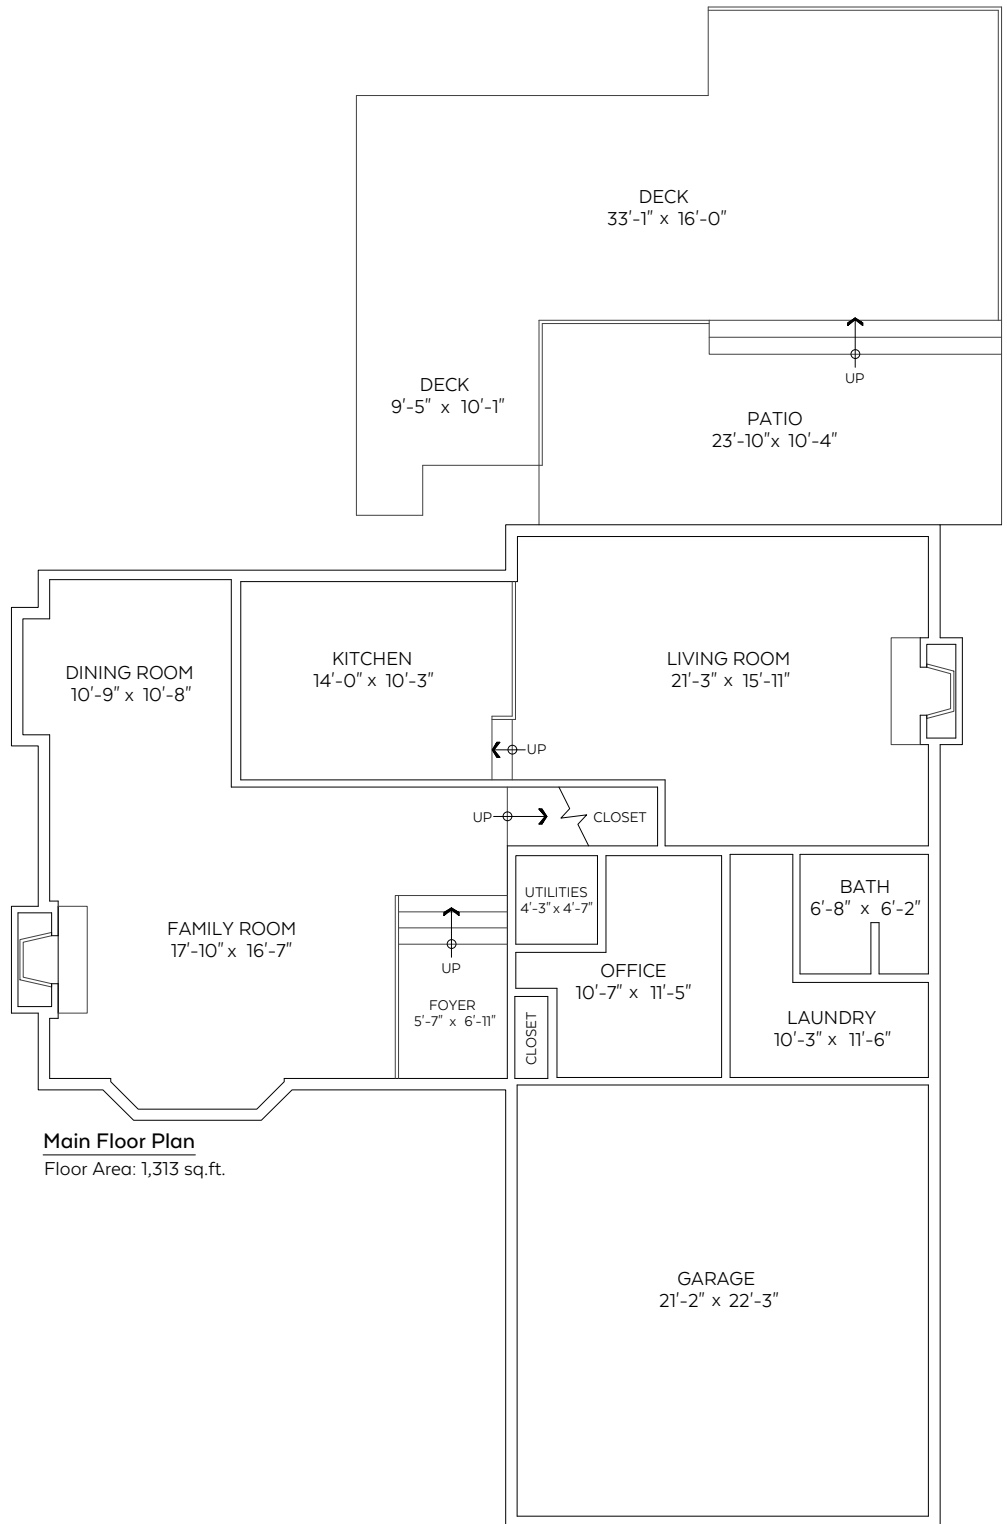 DECK
33'-1" x 16'-0"
DECK
9'-5" x 10'-1"
UP
PATIO
23'-10"x 10'-4"
DINING ROOM
10'-9" x 10'-8"
KITCHEN
14'-0" x 10'-3"
LIVING ROOM
21'-3" x 15'-11"
UP
UP
CLOSET
UTILITIES
4'-3" x 4'-7"
BATH
6'-8" x 6'-2"
FAMILY ROOM
17'-10" x 16'-7"
UP
FOYER
5'-7" x 6'-11"
OFFICE
10'-7" x 11'-5"
CLOSET
LAUNDRY
10'-3" x 11'-6"
Main Floor Plan
Floor Area: 1,313 sq.ft.
GARAGE
21'-2" x 22'-3"